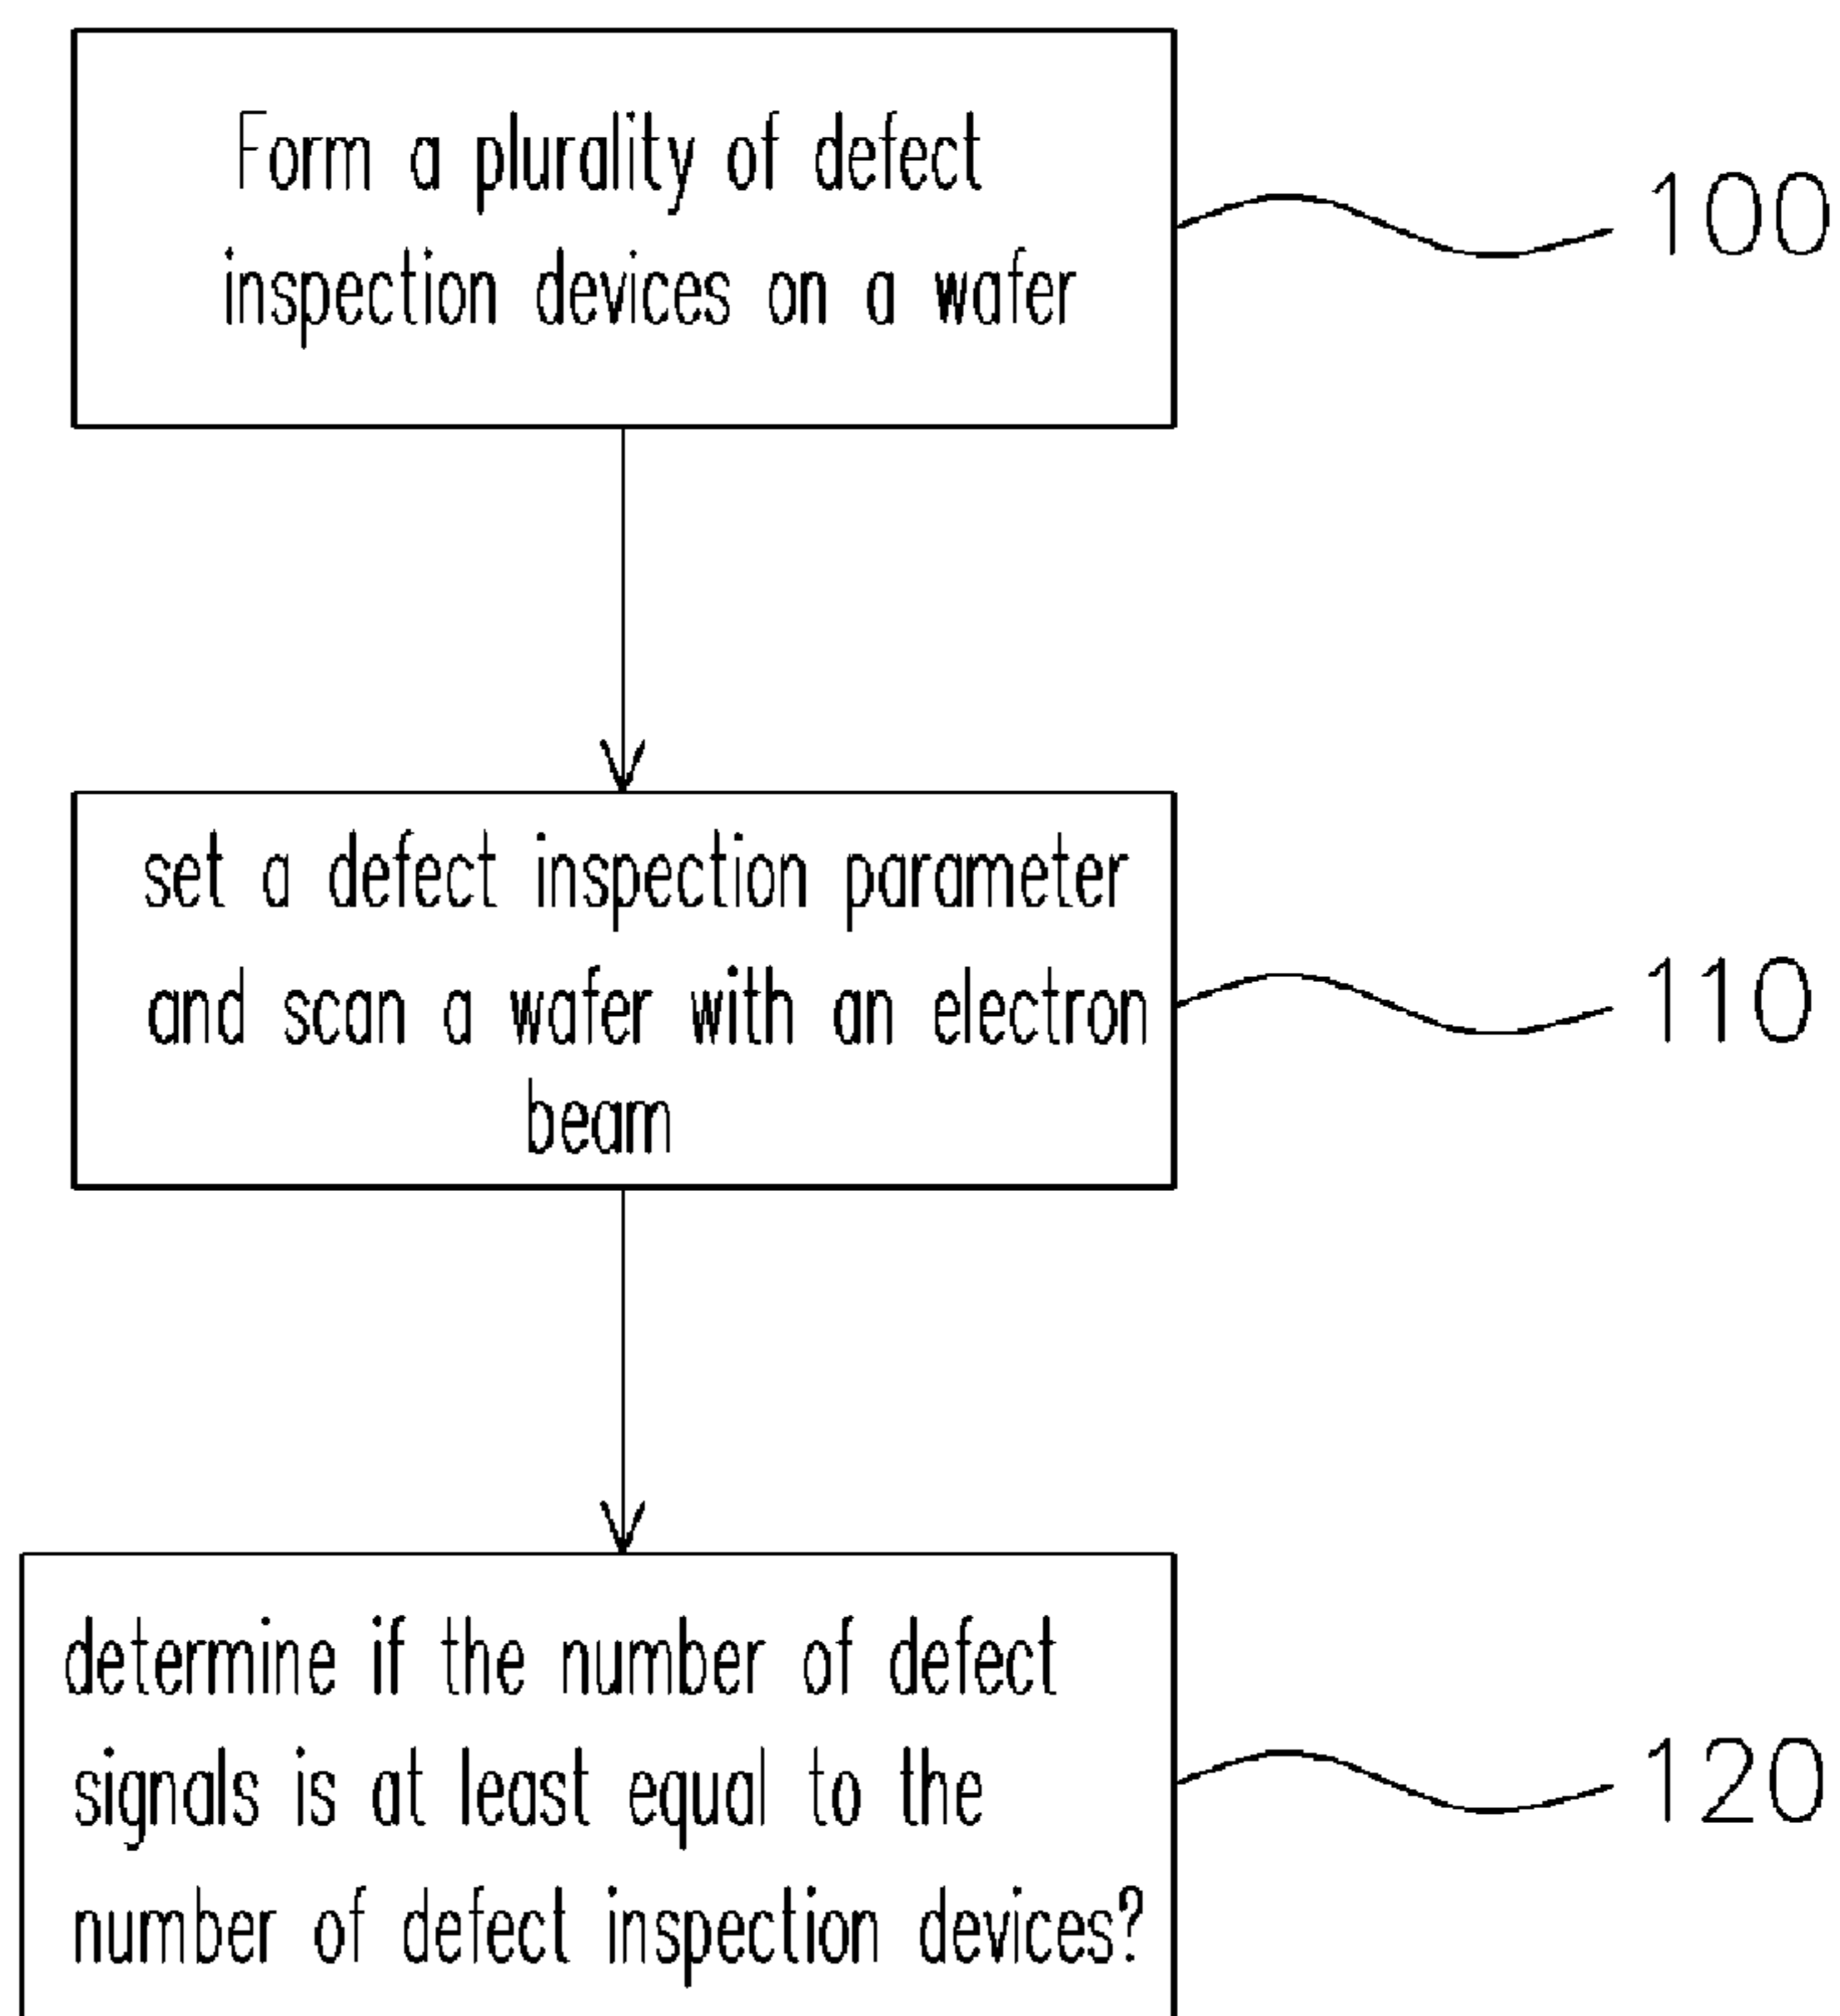 Form a plurality of defect
inspection devices on a wafer
100
set a defect inspection parameter
and scan a wafer with an electron
beam
110
determine if the number of defect
signals is at least equal to the
number of defect inspection devices?
120